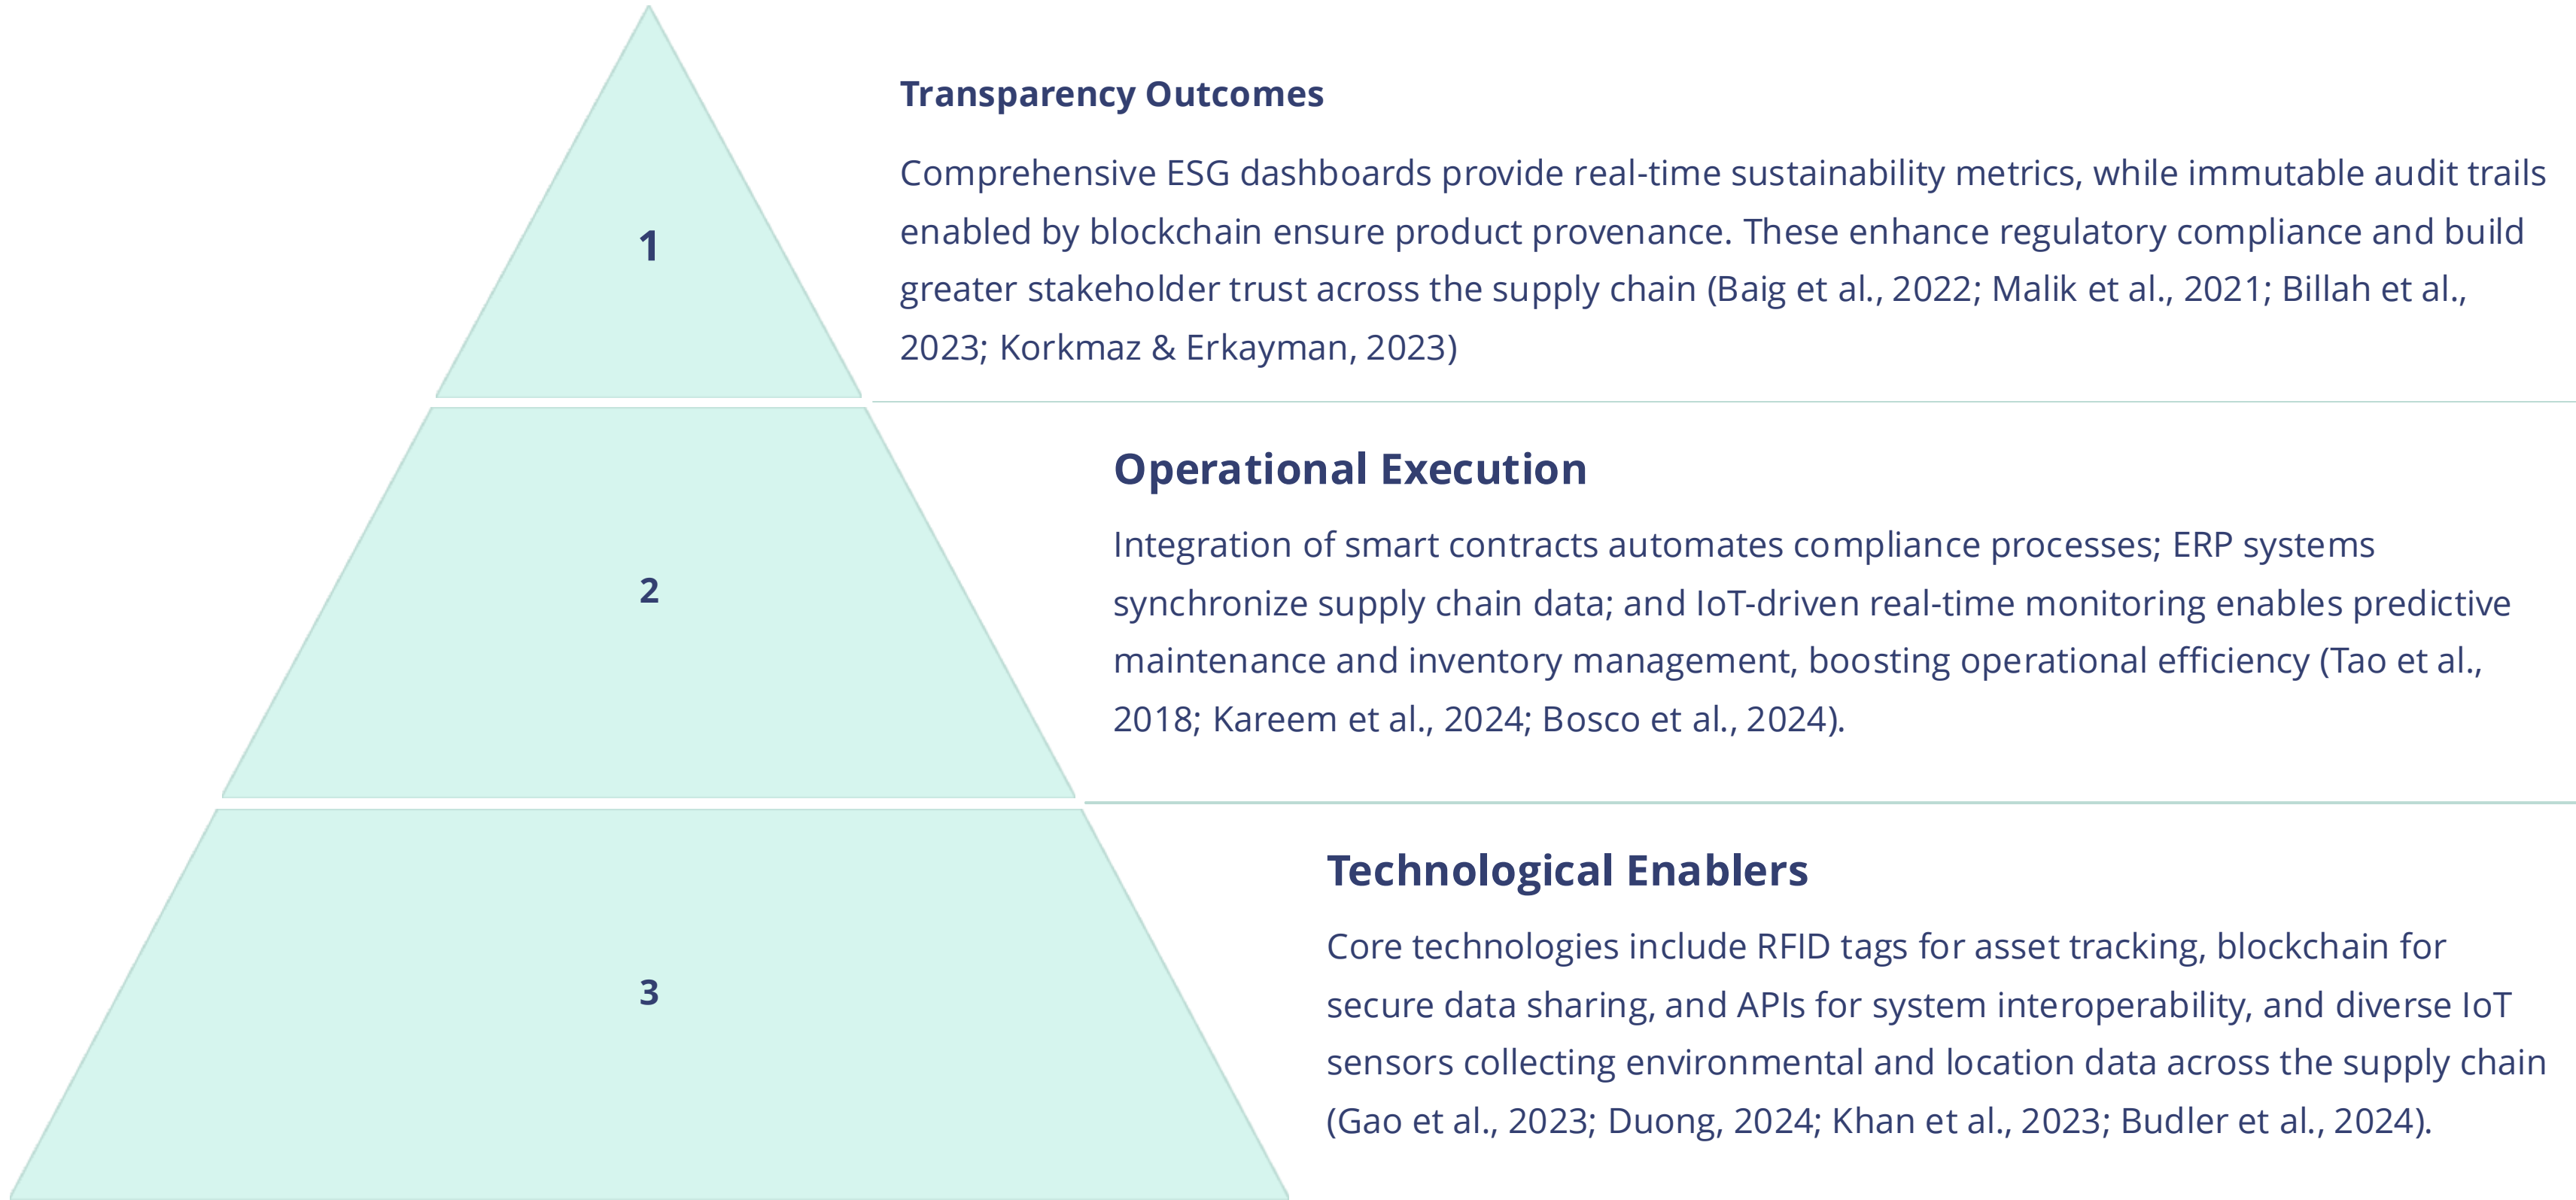 Transparency Outcomes
Comprehensive ESG dashboards provide real-time sustainability metrics, while immutable audit trails
enabled by blockchain ensure product provenance. These enhance regulatory compliance and build
greater stakeholder trust across the supply chain (Baig et al., 2022; Malik et al., 2021; Billah et al.,
2023; Korkmaz & Erkayman, 2023)
1
Operational Execution
Integration of smart contracts automates compliance processes; ERP systems
synchronize supply chain data; and IoT-driven real-time monitoring enables predictive
maintenance and inventory management, boosting operational efficiency (Tao et al.,
2018; Kareem et al., 2024; Bosco et al., 2024).
2
Technological Enablers
Core technologies include RFID tags for asset tracking, blockchain for
secure data sharing, and APIs for system interoperability, and diverse IoT
sensors collecting environmental and location data across the supply chain
(Gao et al., 2023; Duong, 2024; Khan et al., 2023; Budler et al., 2024).
3